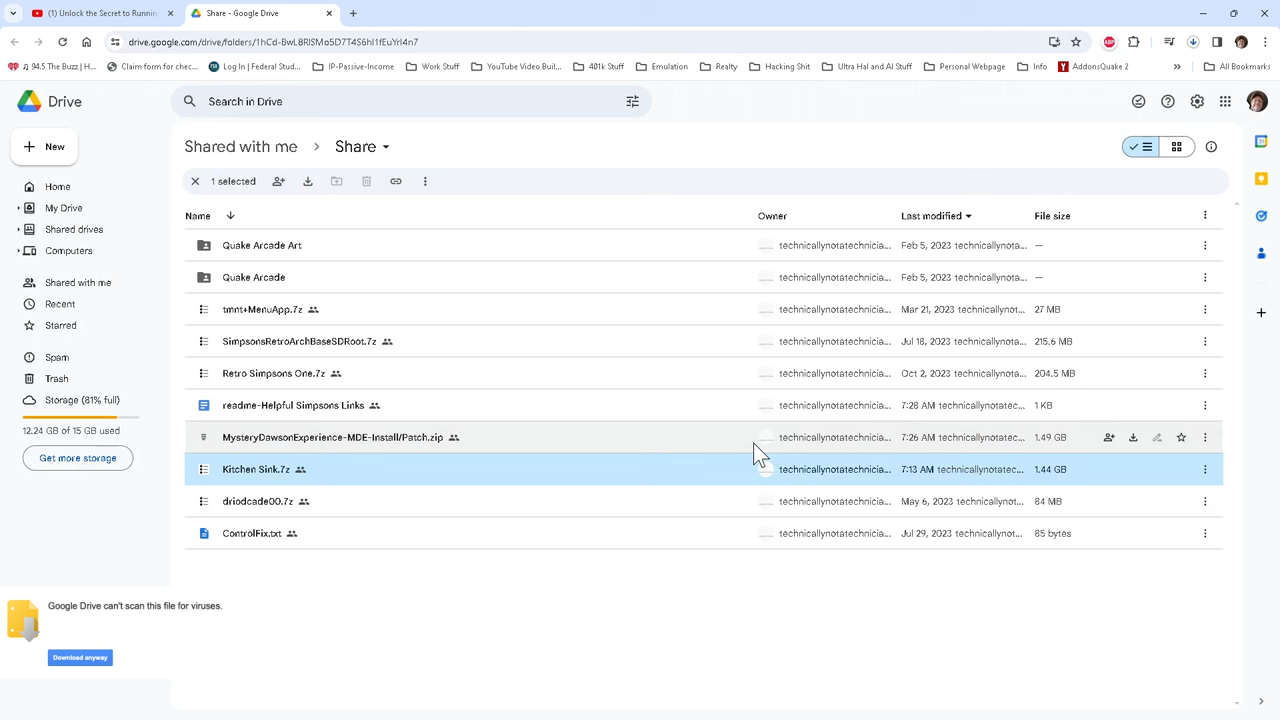 (1) Unlock the Secret to Runnin
Share - Google Drive
drive.google.com/drive/folders/
94.5 The Buzz | H...
Claim form for chec...
Log In | Federal Stud...
IP-Passive-Income
Work Stuff
YouTube Video Buil...
401k Stuff
Emulation
Realty
Hacking Shit
Ultra Hal and AI Stuff
Personal Webpage
Info
AddonsQuake 2
All Bookmarks
Drive
Search in Drive
New
Shared with me
Share
1 selected
Home
My Drive
Shared drives
Computers
Shared with me
Recent
Starred
Spam
Trash
Storage (81% full)
12.24 GB of 15 GB used
Get more storage
Name Owner Last modified File size
Quake Arcade Art technicallynotatechnicia... Feb 5, 2023 technicallynota... —
Quake Arcade technicallynotatechnicia... Feb 5, 2023 technicallynota... —
tmnt+MenuApp.7z technicallynotatechnicia... Mar 21, 2023 technicallynot... 27 MB
SimpsonsRetroArchBaseSDRoot.7z technicallynotatechnicia... Jul 18, 2023 technicallynota... 215.6 MB
Retro Simpsons One.7z technicallynotatechnicia... Oct 2, 2023 technicallynota... 204.5 MB
readme-Helpful Simpsons Links technicallynotatechnicia... 7:28 AM technicallynotatec... 1 KB
MysteryDawsonExperience-MDE-Install/Patch.zip technicallynotatechnicia... 7:26 AM technicallynotatec... 1.49 GB
Kitchen Sink.7z technicallynotatechnicia... 7:13 AM technicallynotatec... 1.44 GB
driodcade00.7z technicallynotatechnicia... May 6, 2023 technicallynota... 84 MB
ControlFix.txt technicallynotatechnicia... Jul 29, 2023 technicallynota... 85 bytes
Google Drive can't scan this file for viruses.
Download anyway